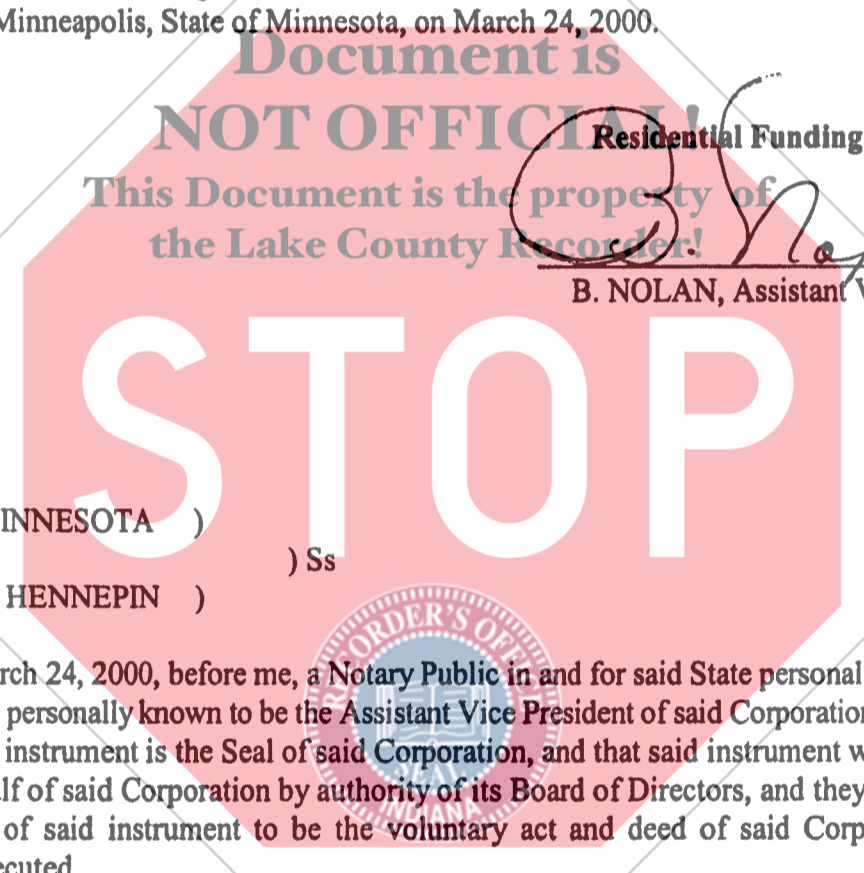 Minneapolis, State of Minnesota, on March 24, 2000.
Document is
NOT OFFICIAL!
Residential Funding
This Document is the property of
the Lake County Recorder!
B. NOLAN, Assistant V
STOP
INNESOTA )
) Ss
HENNEPIN )
RECORDER'S OFFI
rch 24, 2000, before me, a Notary Public in and for said State personal
personally known to be the Assistant Vice President of said Corporation
instrument is the Seal of said Corporation, and that said instrument w
SEAL
lf of said Corporation by authority of its Board of Directors, and they
INDIANA
of said instrument to be the voluntary act and deed of said Corp
ecuted